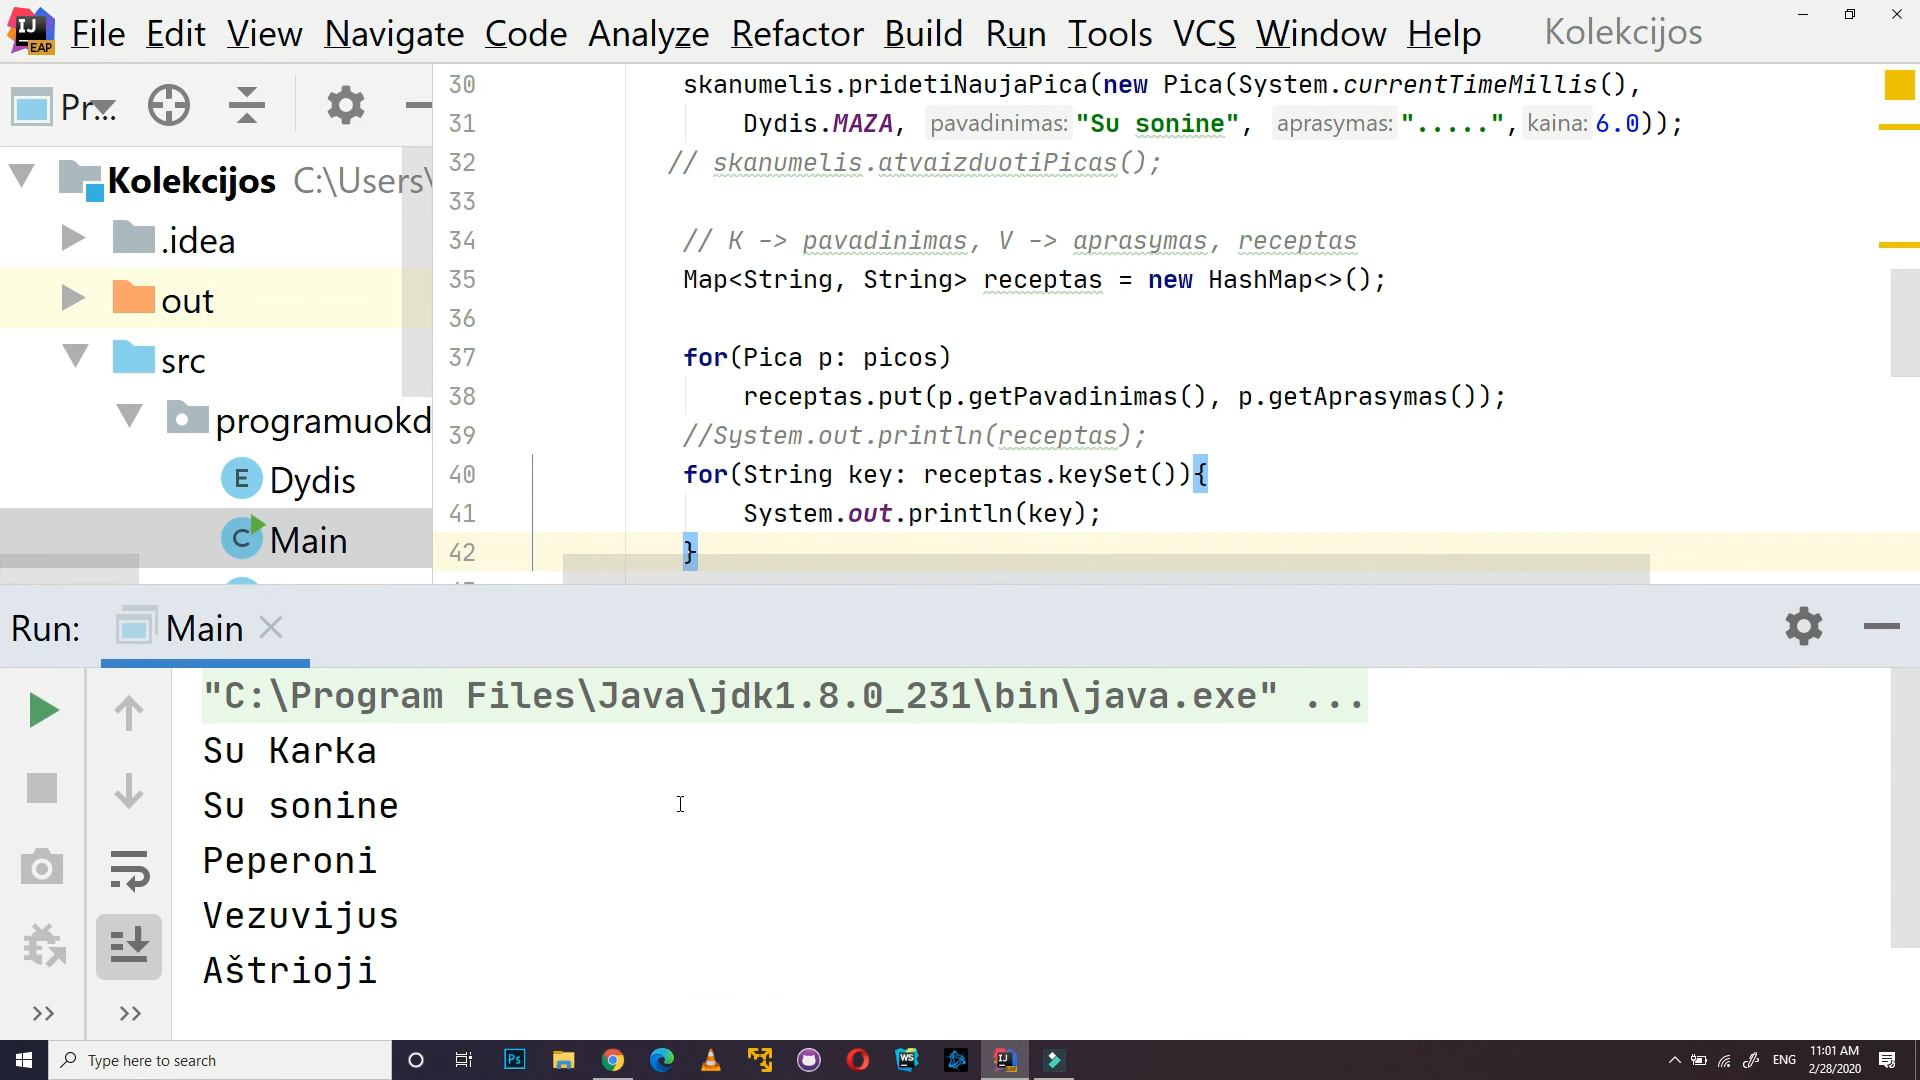 File Edit View Navigate Code Analyze Refactor Build Run Tools VCS Window Help Kolekcijos
Pr...
Kolekcijos C:\Users\
.idea
out
src
programuokd
Dydis
Main
30 skanumelis.pridetiNaujaPica(new Pica(System.currentTimeMillis(),
31 Dydis.MAZA, pavadinimas: "Su sonine", aprasymas: ".....", kaina: 6.0));
32 // skanumelis.atvaizduotiPicas();
33
34 // K -> pavadinimas, V -> aprasymas, receptas
35 Map<String, String> receptas = new HashMap<>();
36
37 for(Pica p: picos)
38 receptas.put(p.getPavadinimas(), p.getAprasymas());
39 //System.out.println(receptas);
40 for(String key: receptas.keySet()){
41 System.out.println(key);
42 }
Run: Main
"C:\Program Files\Java\jdk1.8.0_231\bin\java.exe" ...
Su Karka
Su sonine
Peperoni
Vezuvijus
Aštrioji
Type here to search
ENG
11:01 AM
2/28/2020